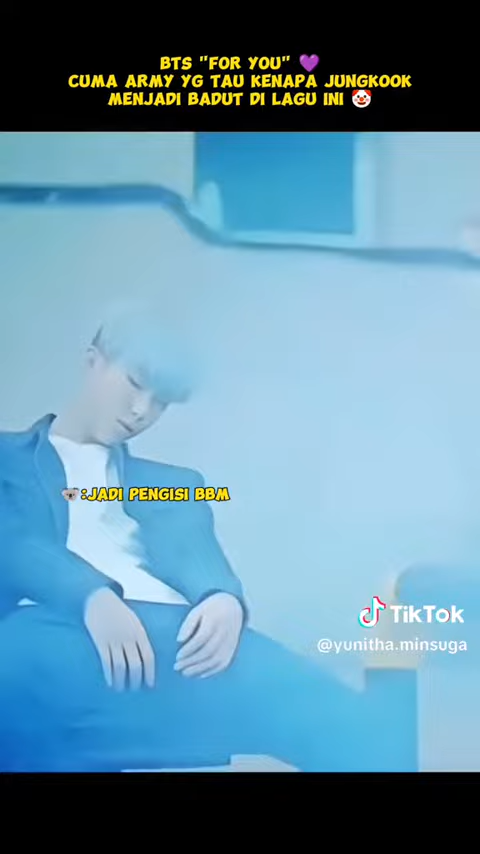 BTS "FOR YOU" 💜
CUMA ARMY YG TAU KENAPA JUNGKOOK
MENJADI BADUT DI LAGU INI 🤡
🐨:JADI PENGISI BBM
TikTok
@yunitha.minsuga